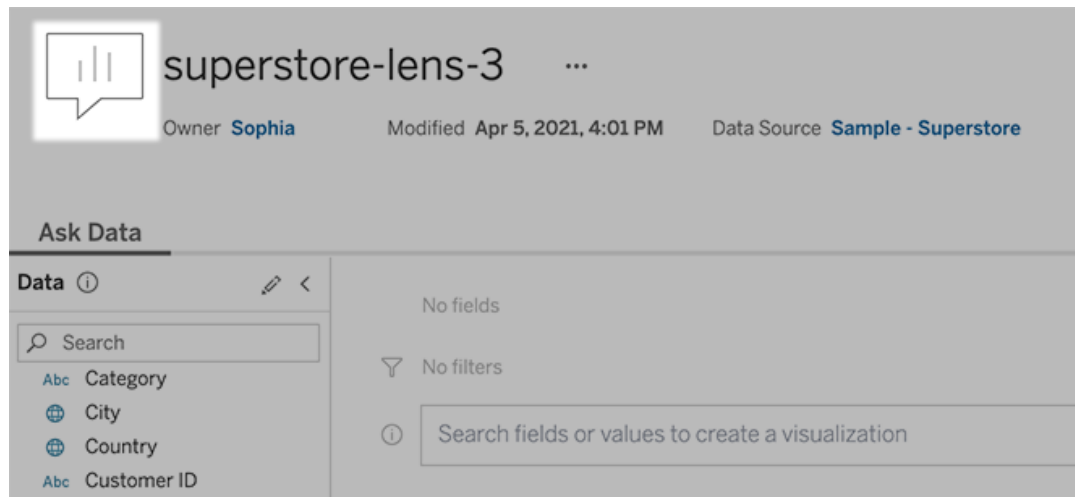 superstore-lens-3 ...
Owner Sophia Modified Apr 5, 2021, 4:01 PM Data Source Sample - Superstore
Ask Data
Data
Search
Abc Category
City
Country
Abc Customer ID
No fields
No filters
Search fields or values to create a visualization